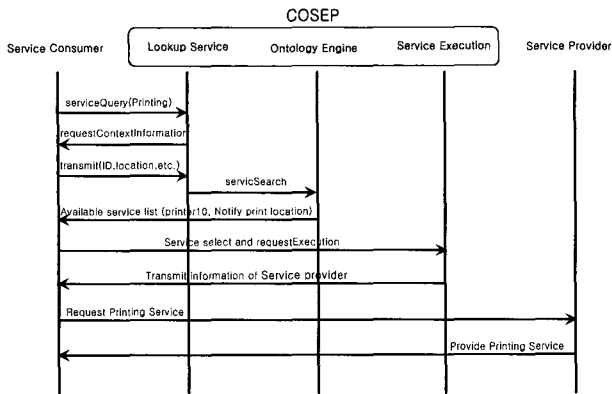 COSEP
Service Consumer
Lookup Service
Ontology Engine
Service Execution
Service Provider
serviceQuery(Printing)
requestContextInformation
transmit(ID,location,etc.)
servicSearch
Available service list (printer10, Notify print location)
Service select and requestExecution
Transmit information of Service provider
Request Printing Service
Provide Printing Service